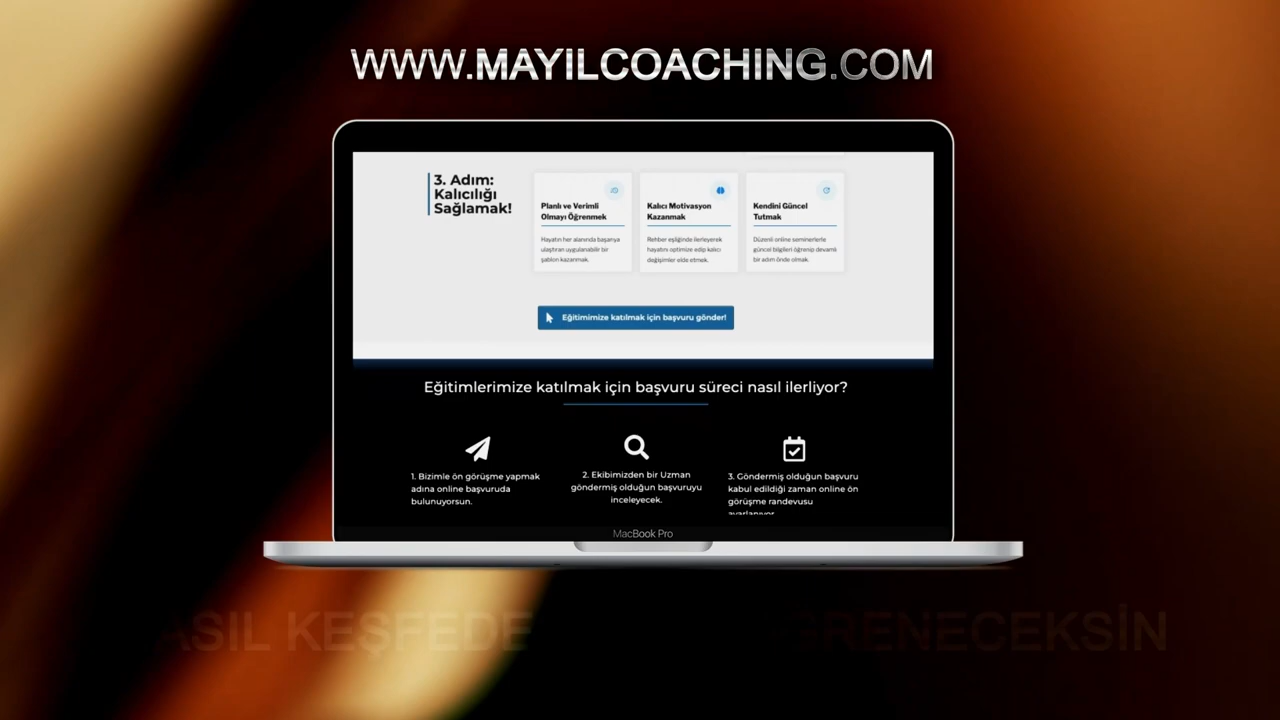 WWW.MAYILCOACHING.COM
3. Adım:
Kalıcılığı
Sağlamak!
Planlı ve Verimli
Olmayı Öğrenmek
Hayatın her alanında başarıya
ulaştıran uygulanabilir bir
şablon kazanmak.
Kalıcı Motivasyon
Kazanmak
Rehber eşliğinde ilerleyerek
hayatını optimize edip kalıcı
değişimler elde etmek.
Kendini Güncel
Tutmak
Düzenli online seminerlerle
güncel bilgileri öğrenip devamlı
bir adım önde olmak.
Eğitimimize katılmak için başvuru gönder!
Eğitimlerimize katılmak için başvuru süreci nasıl ilerliyor?
1. Bizimle ön görüşme yapmak
adına online başvuruda
bulunuyorsun.
2. Ekibimizden bir Uzman
göndermiş olduğun başvuruyu
inceleyecek.
3. Göndermiş olduğun başvuru
kabul edildiği zaman online ön
görüşme randevusu
ayarlanıyor.
MacBook Pro